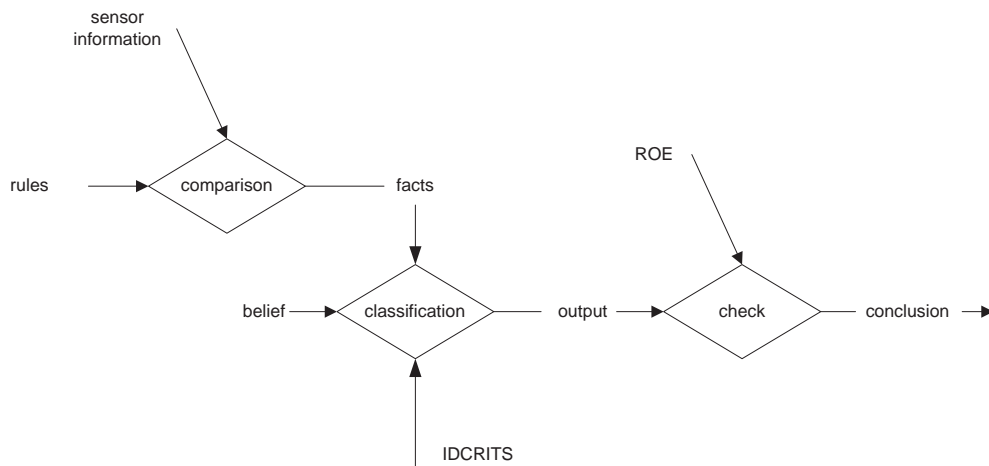 sensor
information
rules
comparison
facts
ROE
belief
classification
output
check
conclusion
IDCRITS